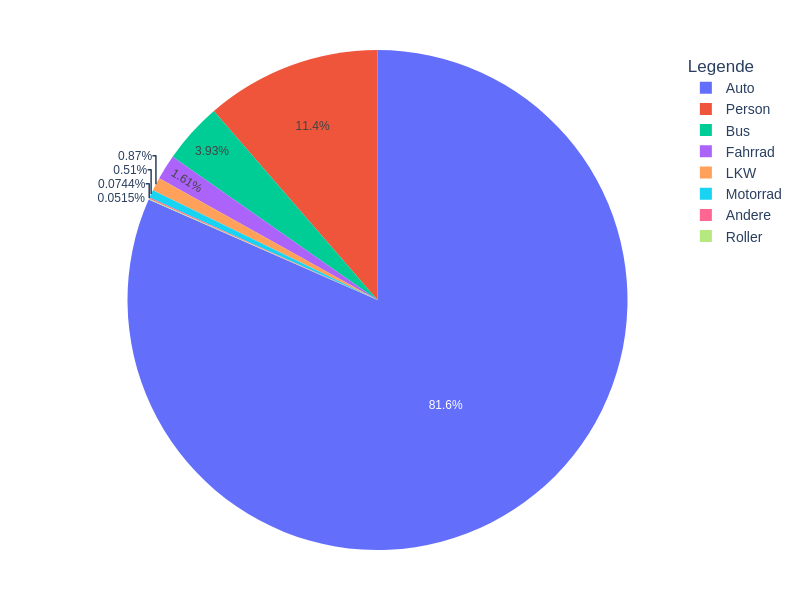 11.4%
3.93%
1.61%
0.87%
0.51%
0.0744%
0.0515%
81.6%
Legende
Auto
Person
Bus
Fahrrad
LKW
Motorrad
Andere
Roller